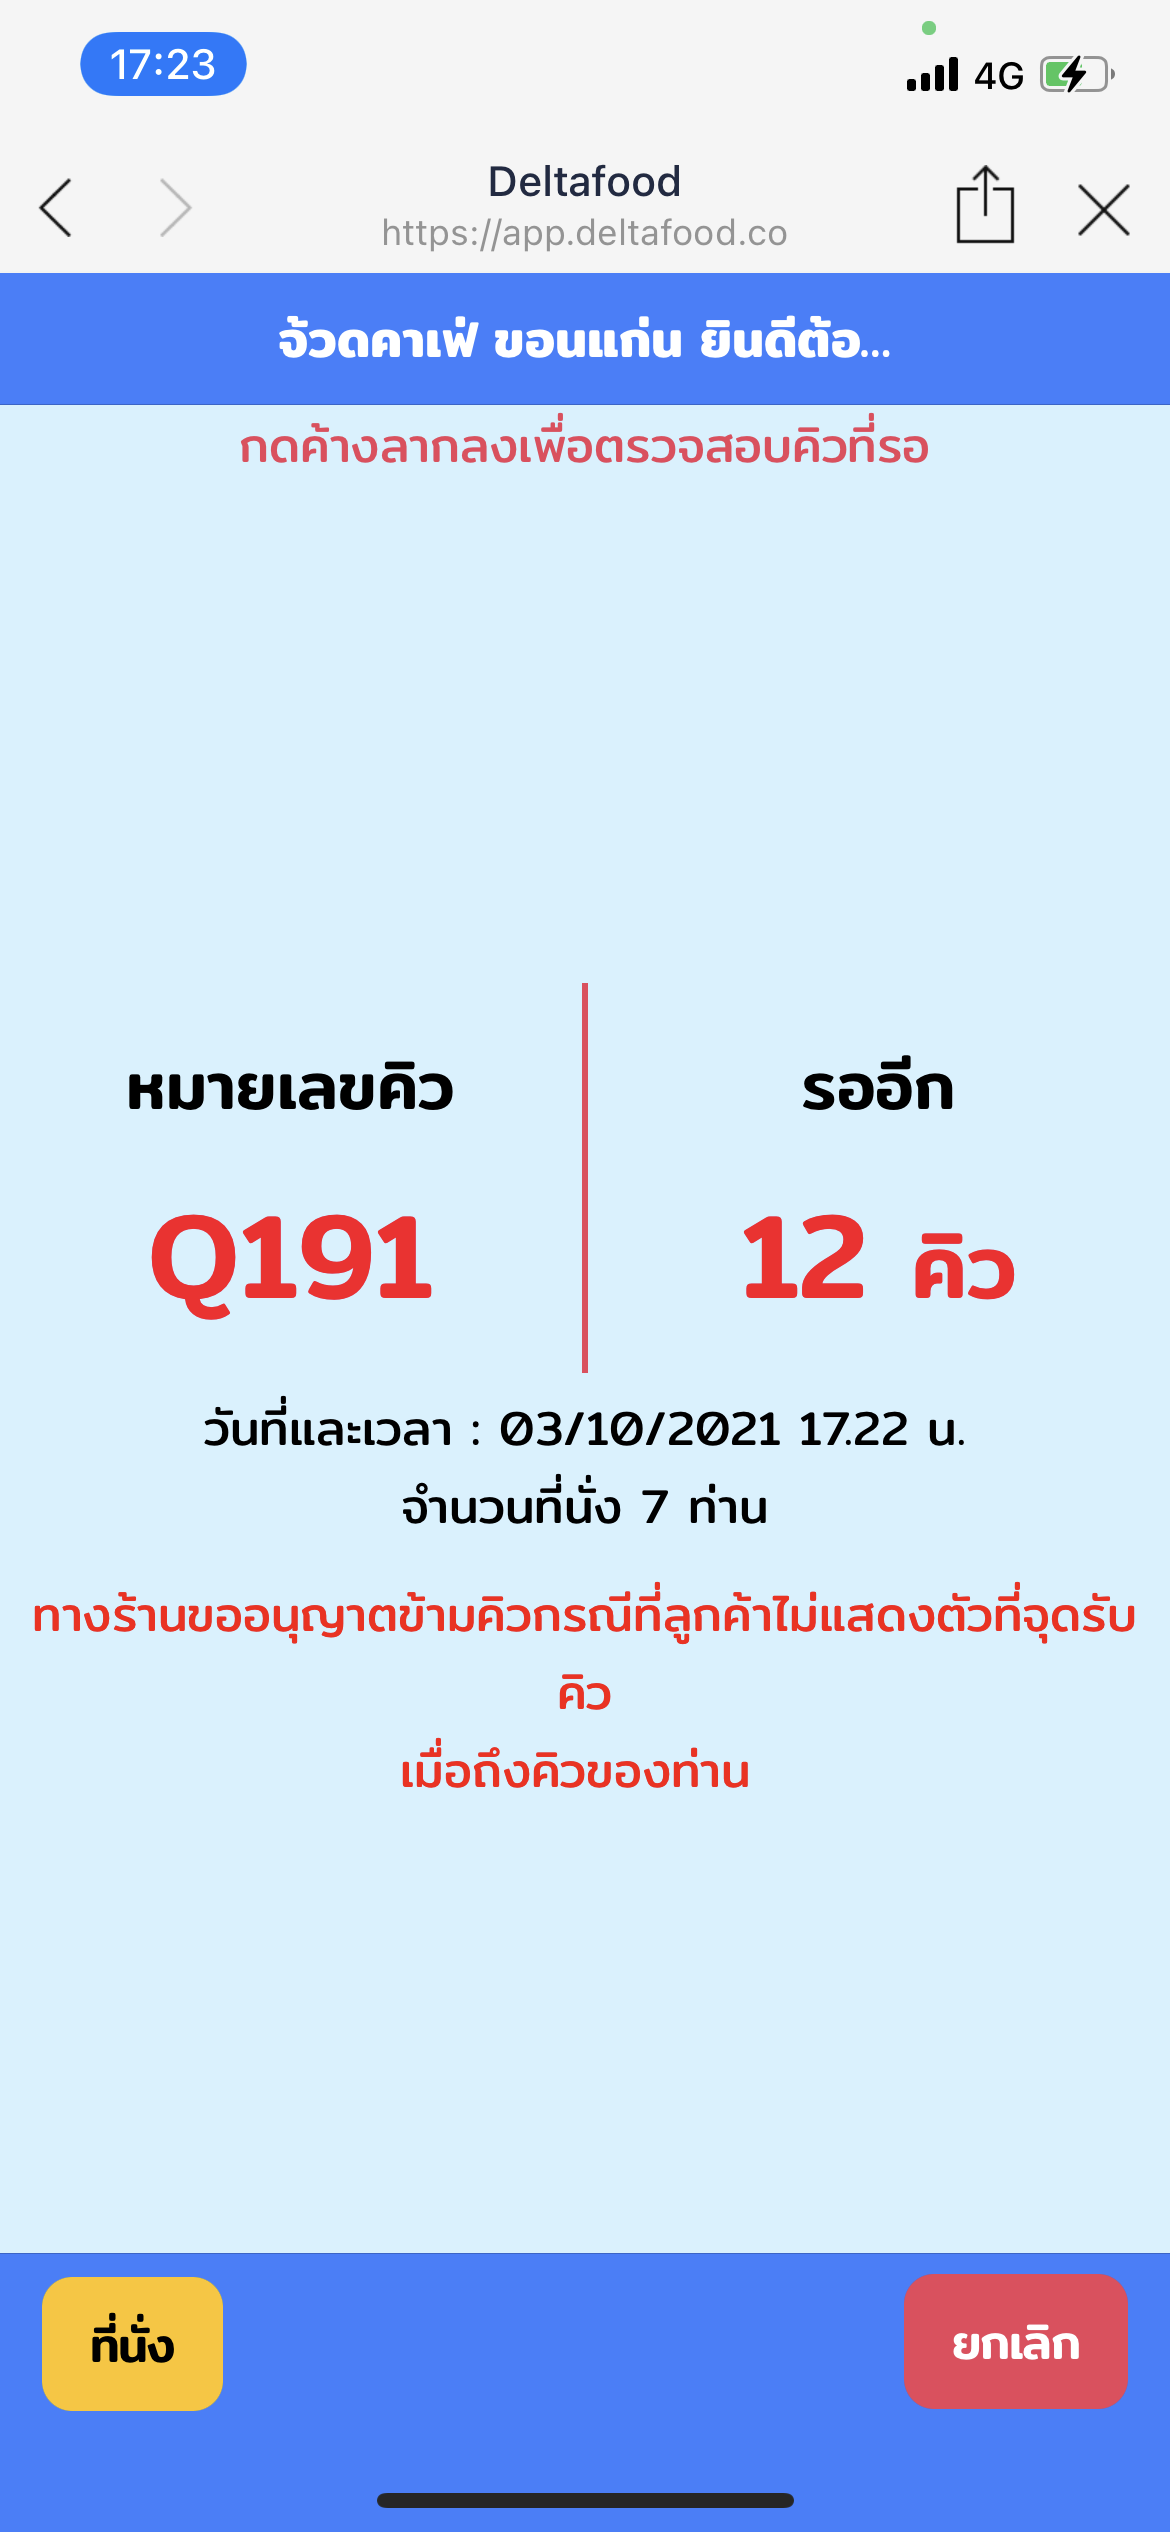 17:23
4G
Deltafood
https://app.deltafood.co
จ้วดคาเฟ่ ขอนแก่น ยินดีต้อ...
กดค้างลากลงเพื่อตรวจสอบคิวที่รอ
หมายเลขคิว
รออีก
Q191
12 คิว
วันที่และเวลา : 03/10/2021 17.22 น.
จำนวนที่นั่ง 7 ท่าน
ทางร้านขออนุญาตข้ามคิวกรณีที่ลูกค้าไม่แสดงตัวที่จุดรับ
คิว
เมื่อถึงคิวของท่าน
ที่นั่ง
ยกเลิก